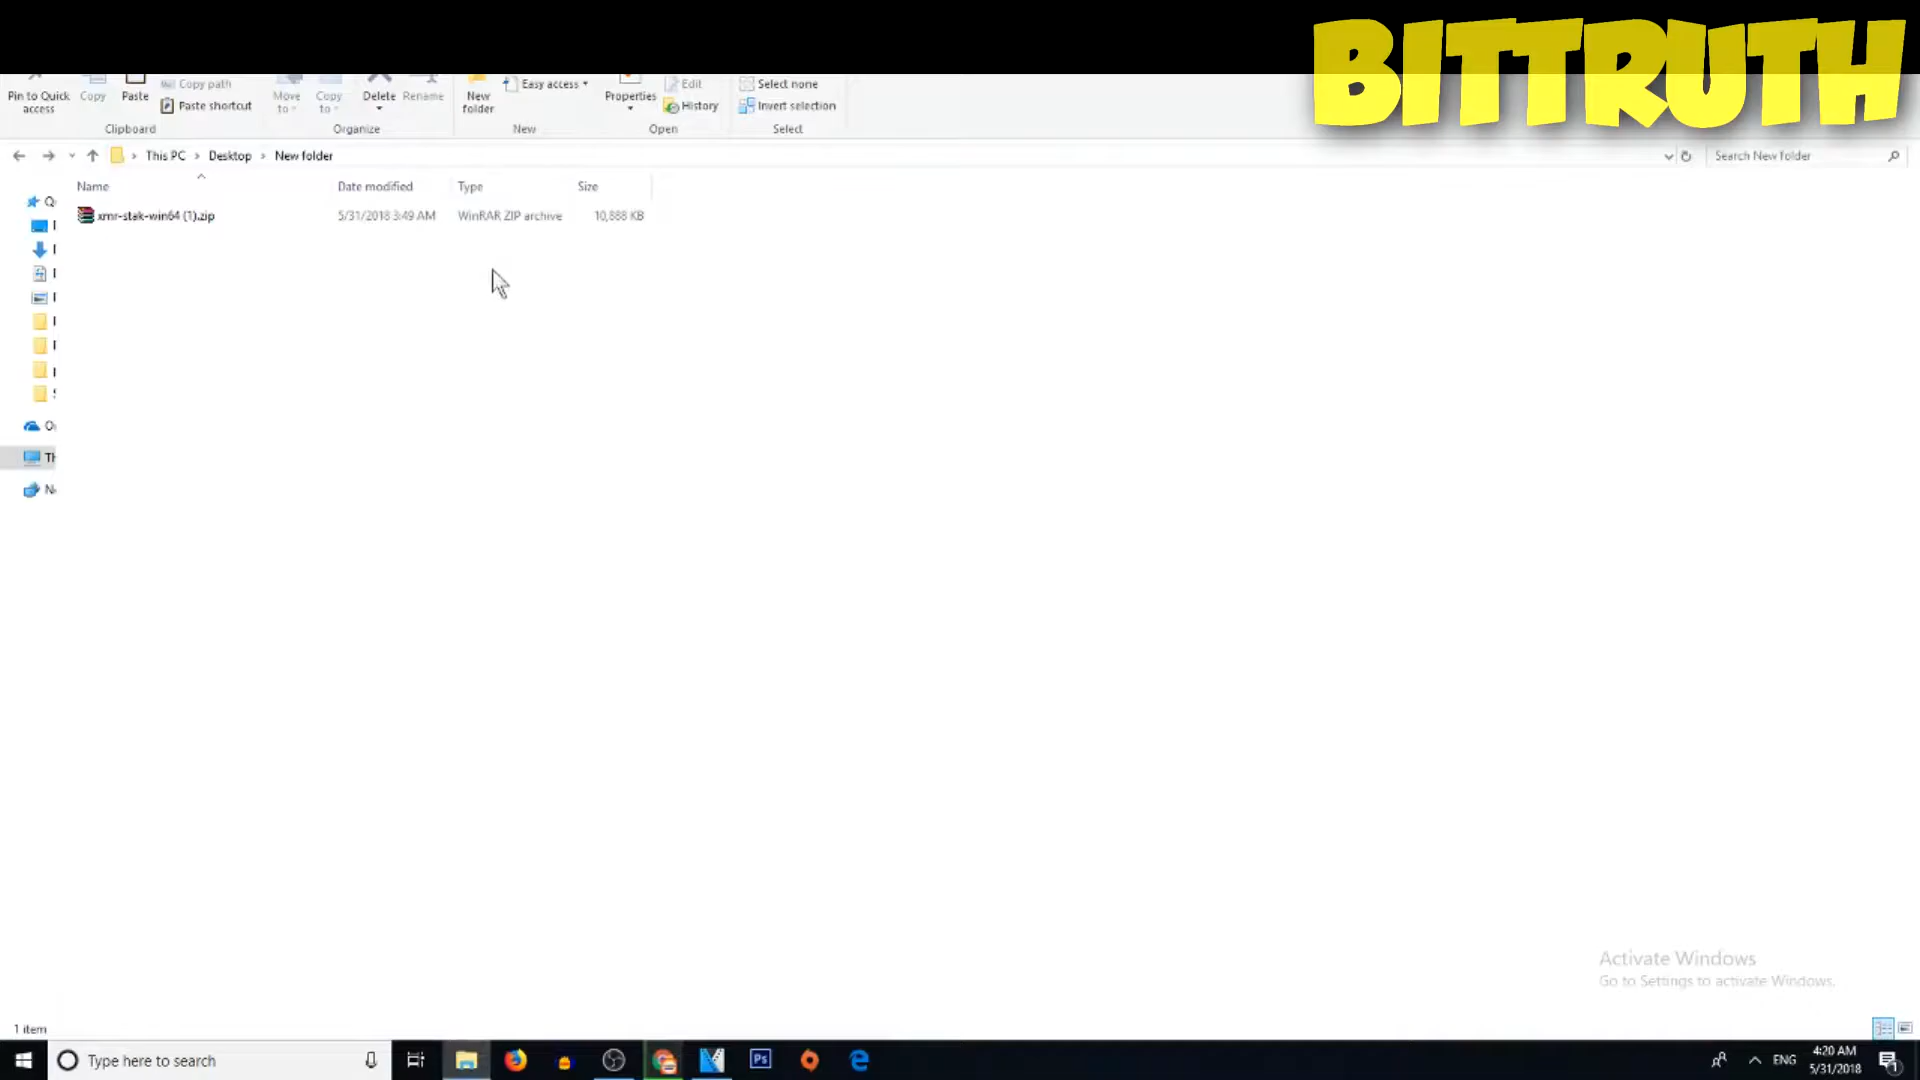 BITTRUTH
Pin to Quick access
Copy
Paste
Copy path
Paste shortcut
Move to
Copy to
Delete
Rename
New folder
Easy access
Properties
Edit
History
Select none
Invert selection
Clipboard
Organize
New
Open
Select
This PC > Desktop > New folder
Search New folder
Name Date modified Type Size
xmr-stak-win64 (1).zip 5/31/2018 3:49 AM WinRAR ZIP archive 10,888 KB
Activate Windows
Go to Settings to activate Windows.
1 item
Type here to search
Ps
ENG
4:20 AM
5/31/2018
1